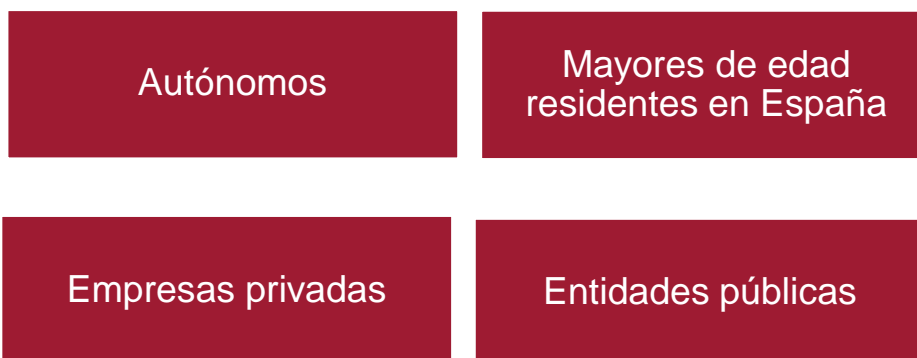 Autónomos
Mayores de edad
residentes en España
Empresas privadas
Entidades públicas